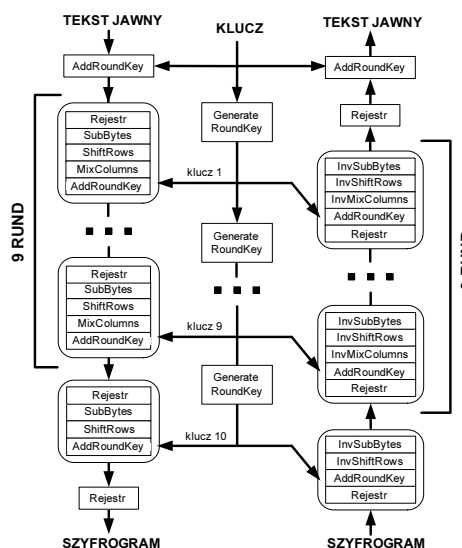 TEKST JAWNY
AddRoundKey
9 RUND
Rejestr
SubBytes
ShiftRows
MixColumns
AddRoundKey
Rejestr
SubBytes
ShiftRows
MixColumns
AddRoundKey
Rejestr
SubBytes
ShiftRows
AddRoundKey
Rejestr
SZYFROGRAM
KLUCZ
Generate
RoundKey
klucz 1
Generate
RoundKey
klucz 9
Generate
RoundKey
klucz 10
TEKST JAWNY
AddRoundKey
Rejestr
InvSubBytes
InvShiftRows
InvMixColumns
AddRoundKey
Rejestr
InvSubBytes
InvShiftRows
InvMixColumns
AddRoundKey
Rejestr
InvSubBytes
InvShiftRows
AddRoundKey
Rejestr
SZYFROGRAM